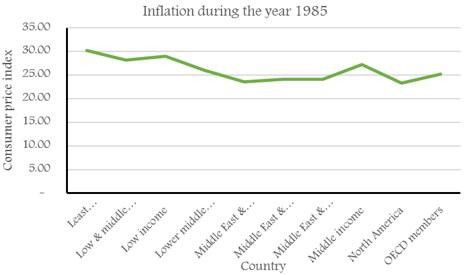 Inflation during the year 1985
Consumer price index
35.00
30.00
25.00
20.00
15.00
10.00
5.00
-
Least...
Low & middle...
Low income
Lower middle...
Middle East &...
Middle East &...
Middle East &...
Middle income
North America
OECD members
Country